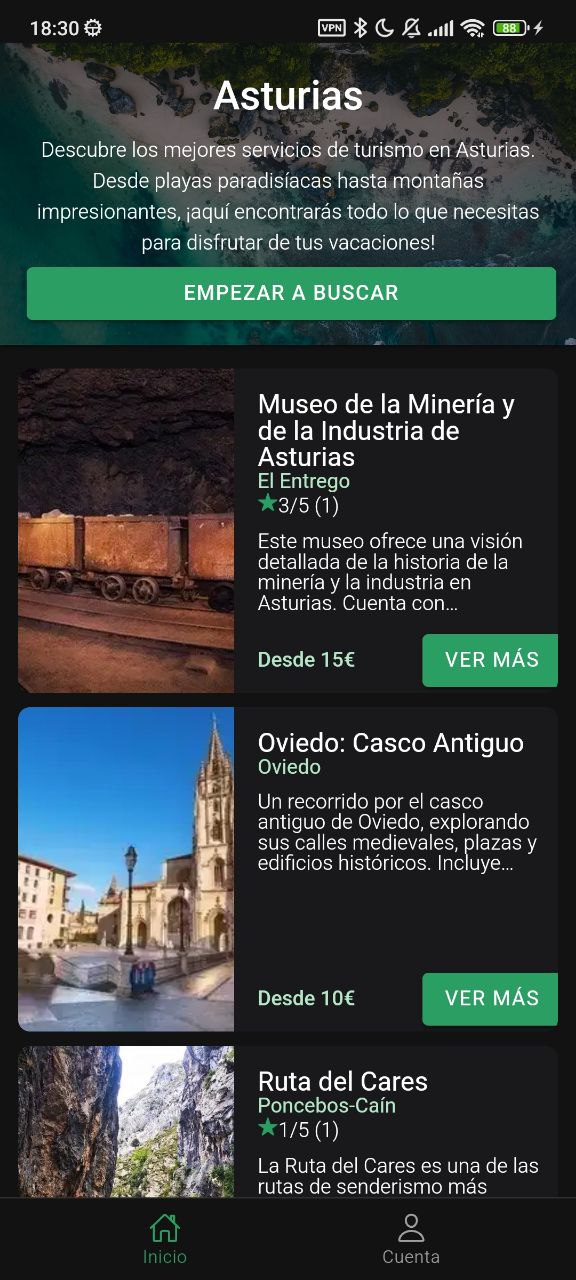 18:30
VPN
88
Asturias
Descubre los mejores servicios de turismo en Asturias.
Desde playas paradisíacas hasta montañas
impresionantes, ¡aquí encontrarás todo lo que necesitas
para disfrutar de tus vacaciones!
EMPEZAR A BUSCAR
Museo de la Minería y
de la Industria de
Asturias
El Entrego
★3/5 (1)
Este museo ofrece una visión
detallada de la historia de la
minería y la industria en
Asturias. Cuenta con...
Desde 15€
VER MÁS
Oviedo: Casco Antiguo
Oviedo
Un recorrido por el casco
antiguo de Oviedo, explorando
sus calles medievales, plazas y
edificios históricos. Incluye...
Desde 10€
VER MÁS
Ruta del Cares
Poncebos-Caín
★1/5 (1)
La Ruta del Cares es una de las
rutas de senderismo más
Inicio
Cuenta